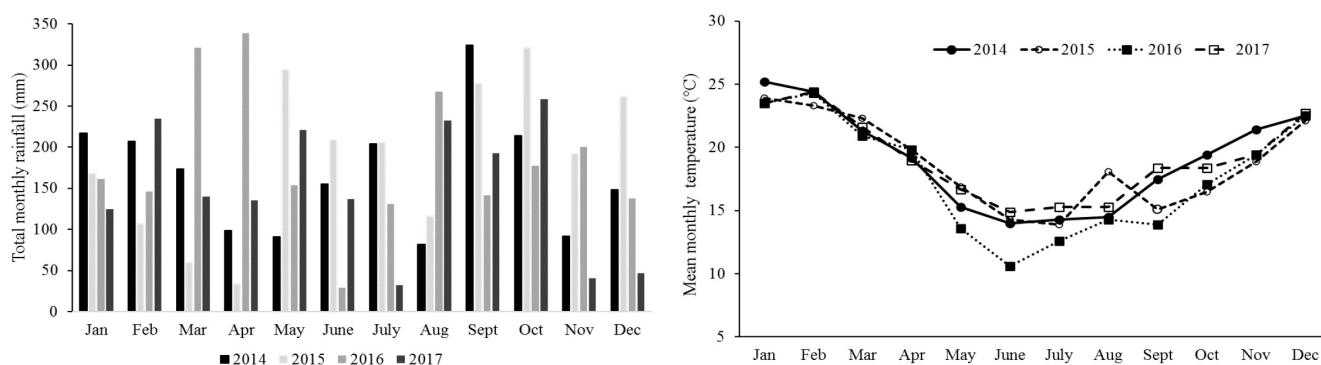 Total monthly rainfall (mm)
350
300
250
200
150
100
50
0
Jan Feb Mar Apr May June July Aug Sept Oct Nov Dec
2014 2015 2016 2017
Mean monthly temperature (°C)
30
25
20
15
10
5
2014 2015 2016 2017
Jan Feb Mar Apr May June July Aug Sept Oct Nov Dec